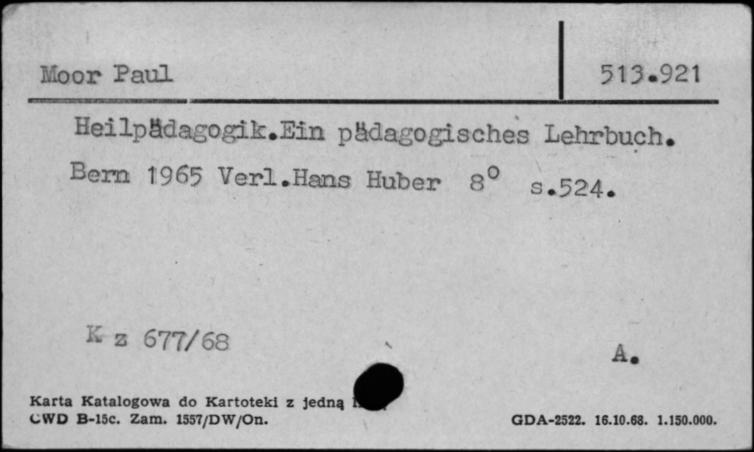 Moor Paul 513.921
Heilpädagogik.Ein pädagogisches Lehrbuch.
Bern 1965 Verl.Hans Huber 8° s.524.
K z 677/68
A.
Karta Katalogowa do Kartoteki z jedną
CWD B-15c. Zam. 1557/DW/On. GDA-2522. 16.10.68. 1.150.000.